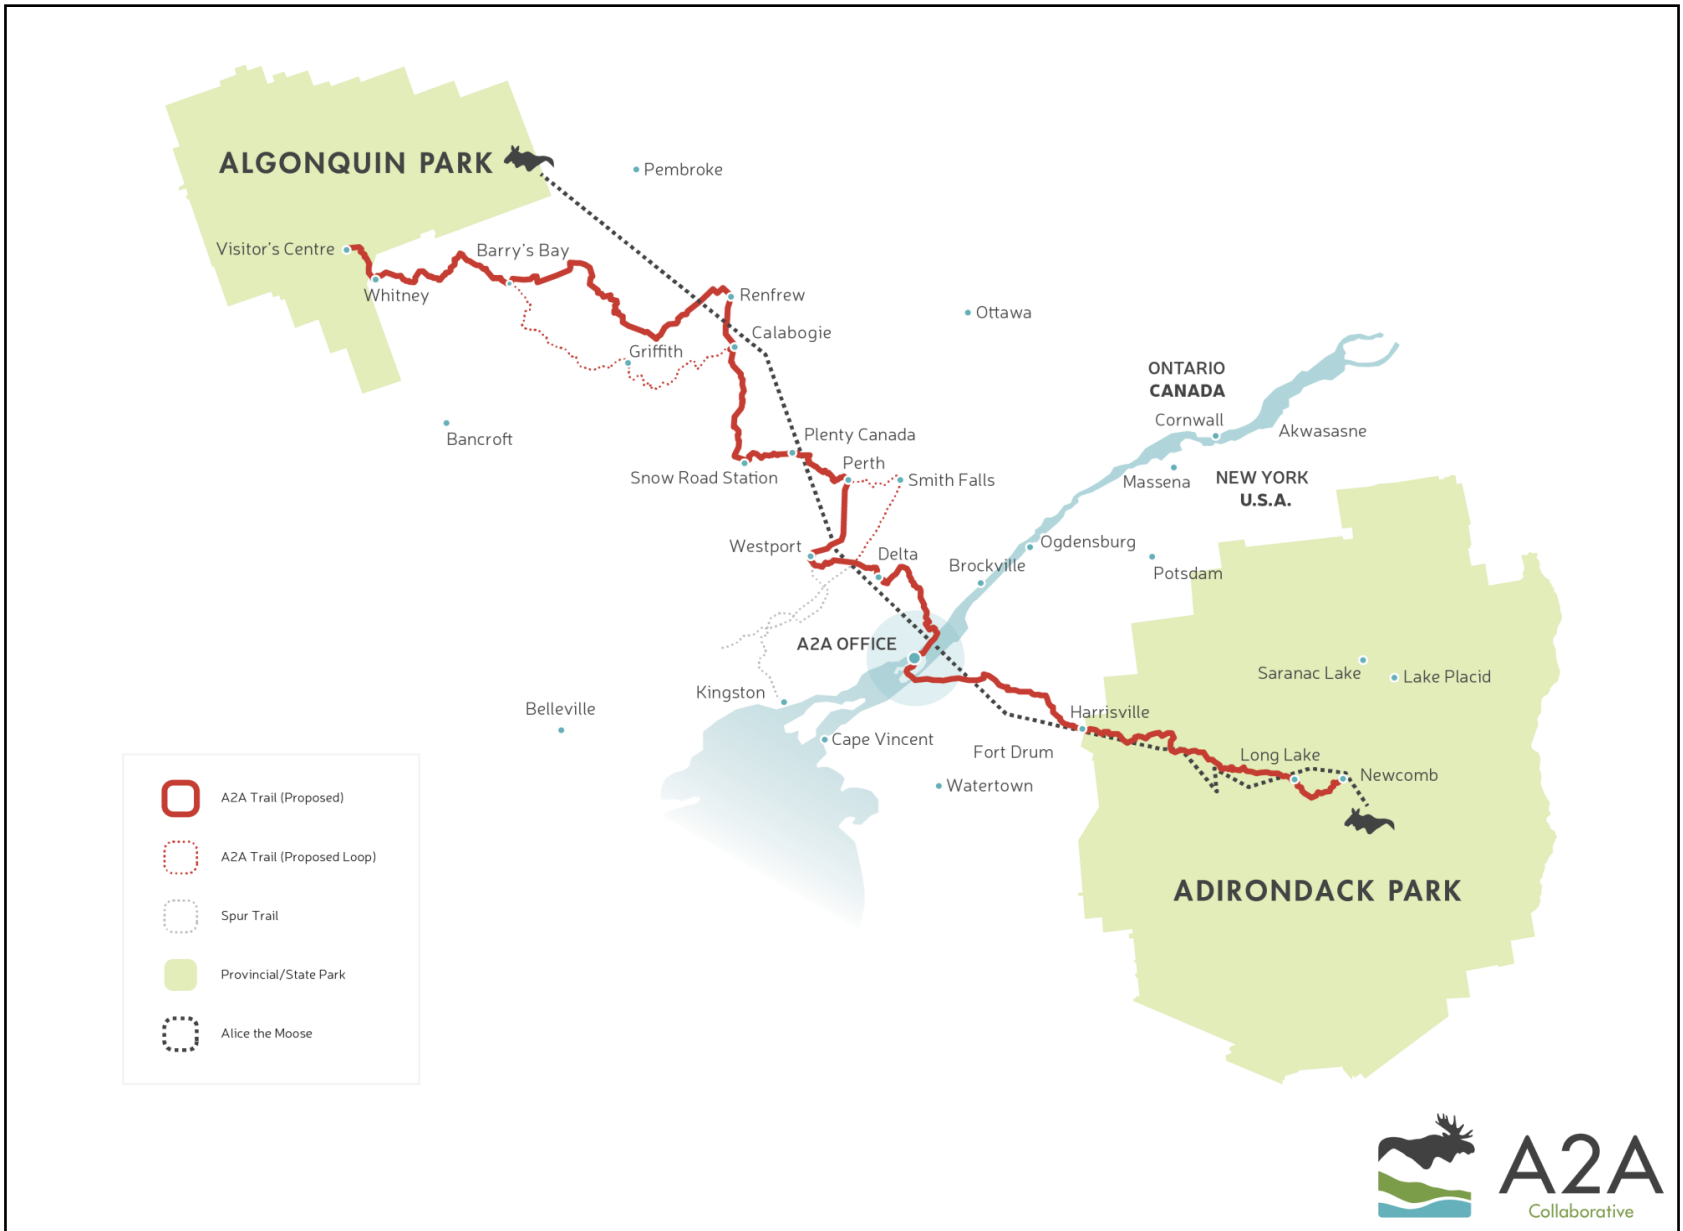 ALGONQUIN PARK
Pembroke
Visitor's Centre
Barry's Bay
Whitney
Renfrew
Ottawa
Calabogie
Griffith
ONTARIO
CANADA
Cornwall
Akwasasne
Bancroft
Plenty Canada
Perth
Snow Road Station
Smith Falls
Massena
NEW YORK
U.S.A.
Westport
Delta
Ogdensburg
Brockville
Potsdam
A2A OFFICE
Saranac Lake
Lake Placid
Kingston
Belleville
Harrisville
Cape Vincent
Fort Drum
Long Lake
Newcomb
Watertown
ADIRONDACK PARK
A2A Trail (Proposed)
A2A Trail (Proposed Loop)
Spur Trail
Provincial/State Park
Alice the Moose
A2A
Collaborative